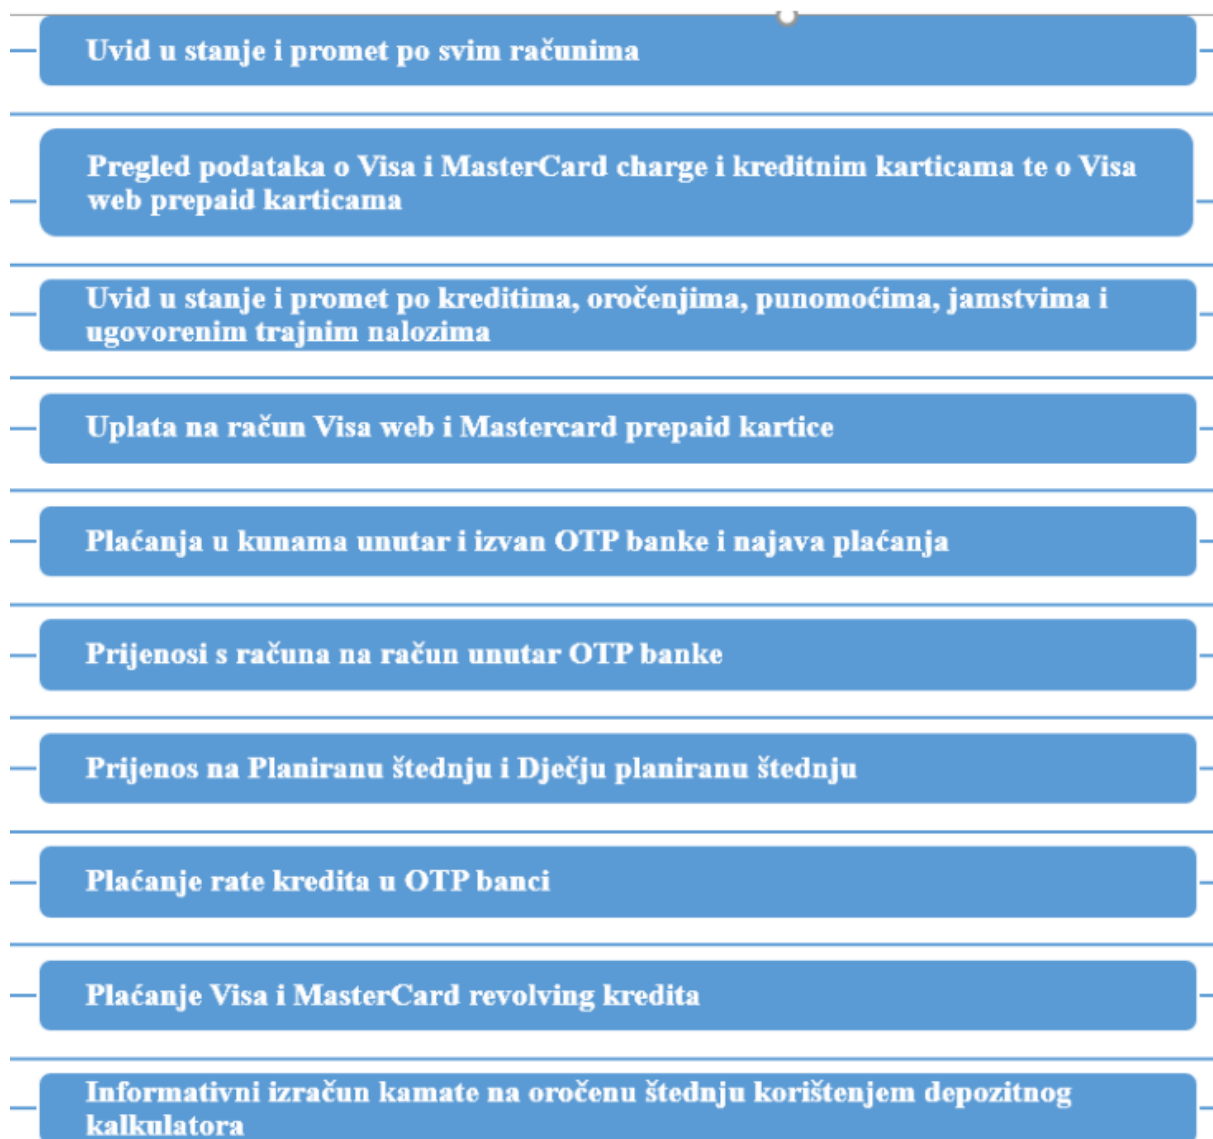 Uvid u stanje i promet po svim računima
Pregled podataka o Visa i MasterCard charge i kreditnim karticama te o Visa
web prepaid karticama
Uvid u stanje i promet po kreditima, oročenjima, punomoćima, jamstvima i
ugovorenim trajnim nalozima
Uplata na račun Visa web i Mastercard prepaid kartice
Plaćanja u kunama unutar i izvan OTP banke i najava plaćanja
Prijenosi s računa na račun unutar OTP banke
Prijenos na Planiranu štednju i Dječju planiranu štednju
Plaćanje rate kredita u OTP banci
Plaćanje Visa i MasterCard revolving kredita
Informativni izračun kamate na oročenu štednju korištenjem depozitnog
kalkulatora